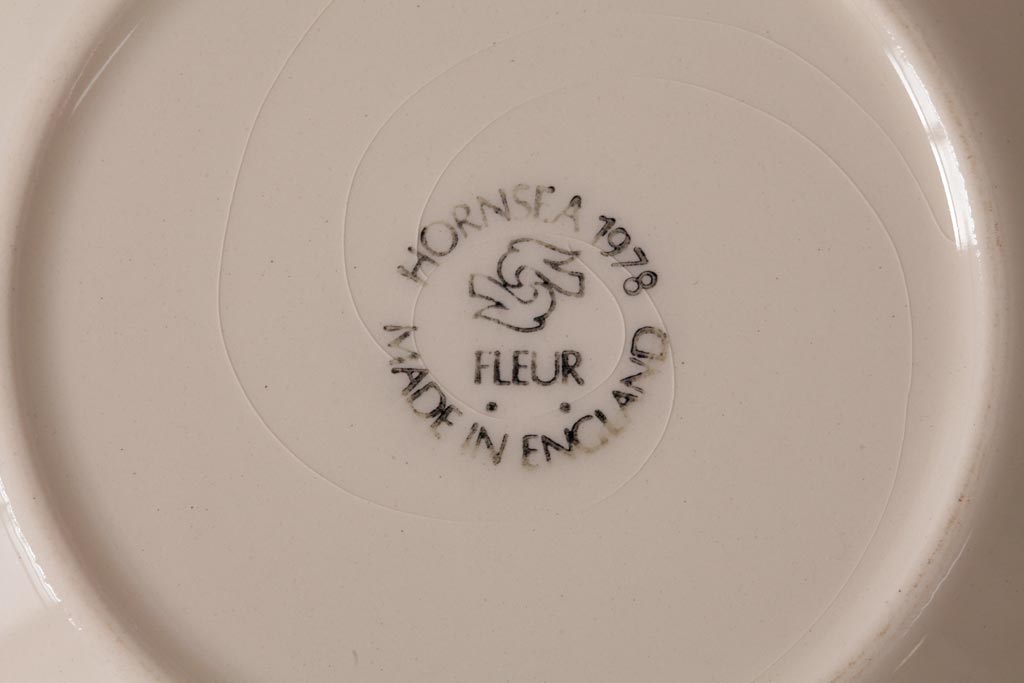 HORNSEA 1978
FLEUR
MADE IN ENGLAND